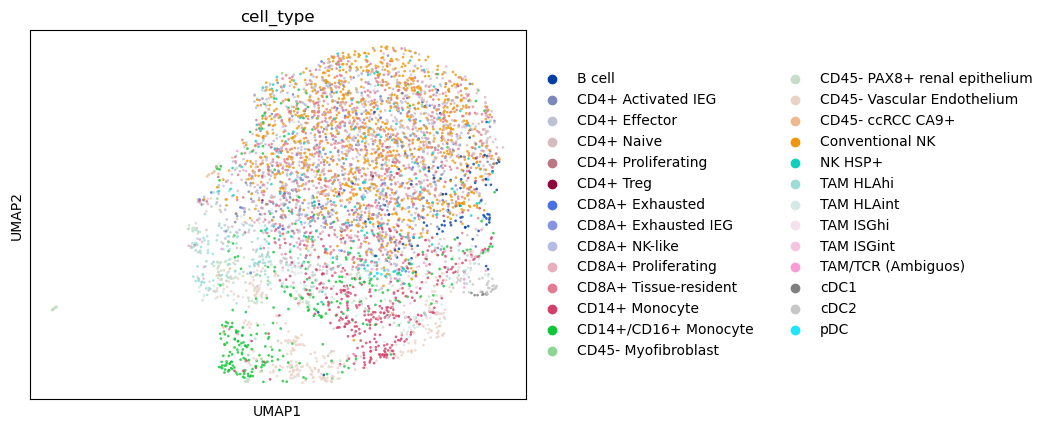 cell_type
UMAP2
UMAP1
B cell
CD4+ Activated IEG
CD4+ Effector
CD4+ Naive
CD4+ Proliferating
CD4+ Treg
CD8A+ Exhausted
CD8A+ Exhausted IEG
CD8A+ NK-like
CD8A+ Proliferating
CD8A+ Tissue-resident
CD14+ Monocyte
CD14+/CD16+ Monocyte
CD45- Myofibroblast
CD45- PAX8+ renal epithelium
CD45- Vascular Endothelium
CD45- ccRCC CA9+
Conventional NK
NK HSP+
TAM HLAhi
TAM HLAint
TAM ISGhi
TAM ISGint
TAM/TCR (Ambiguos)
cDC1
cDC2
pDC